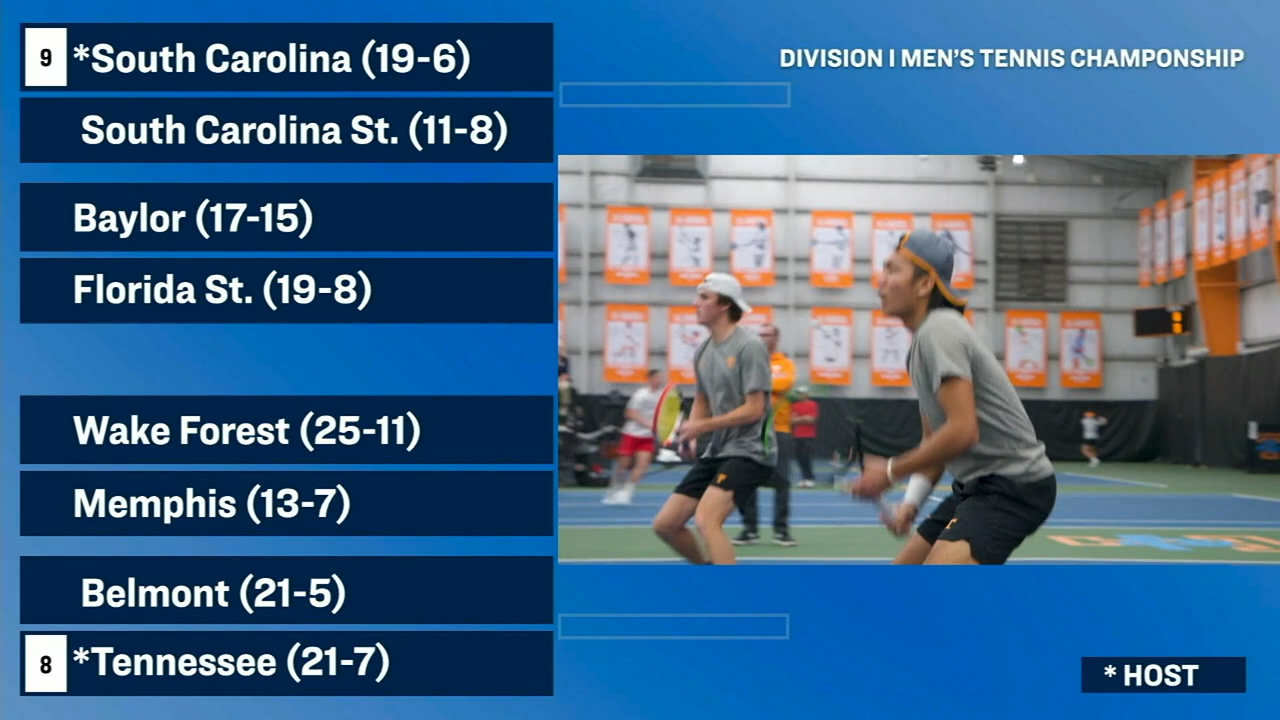 9 *South Carolina (19-6)
South Carolina St. (11-8)
Baylor (17-15)
Florida St. (19-8)
Wake Forest (25-11)
Memphis (13-7)
Belmont (21-5)
8 *Tennessee (21-7)
DIVISION I MEN’S TENNIS CHAMPONSHIP
* HOST